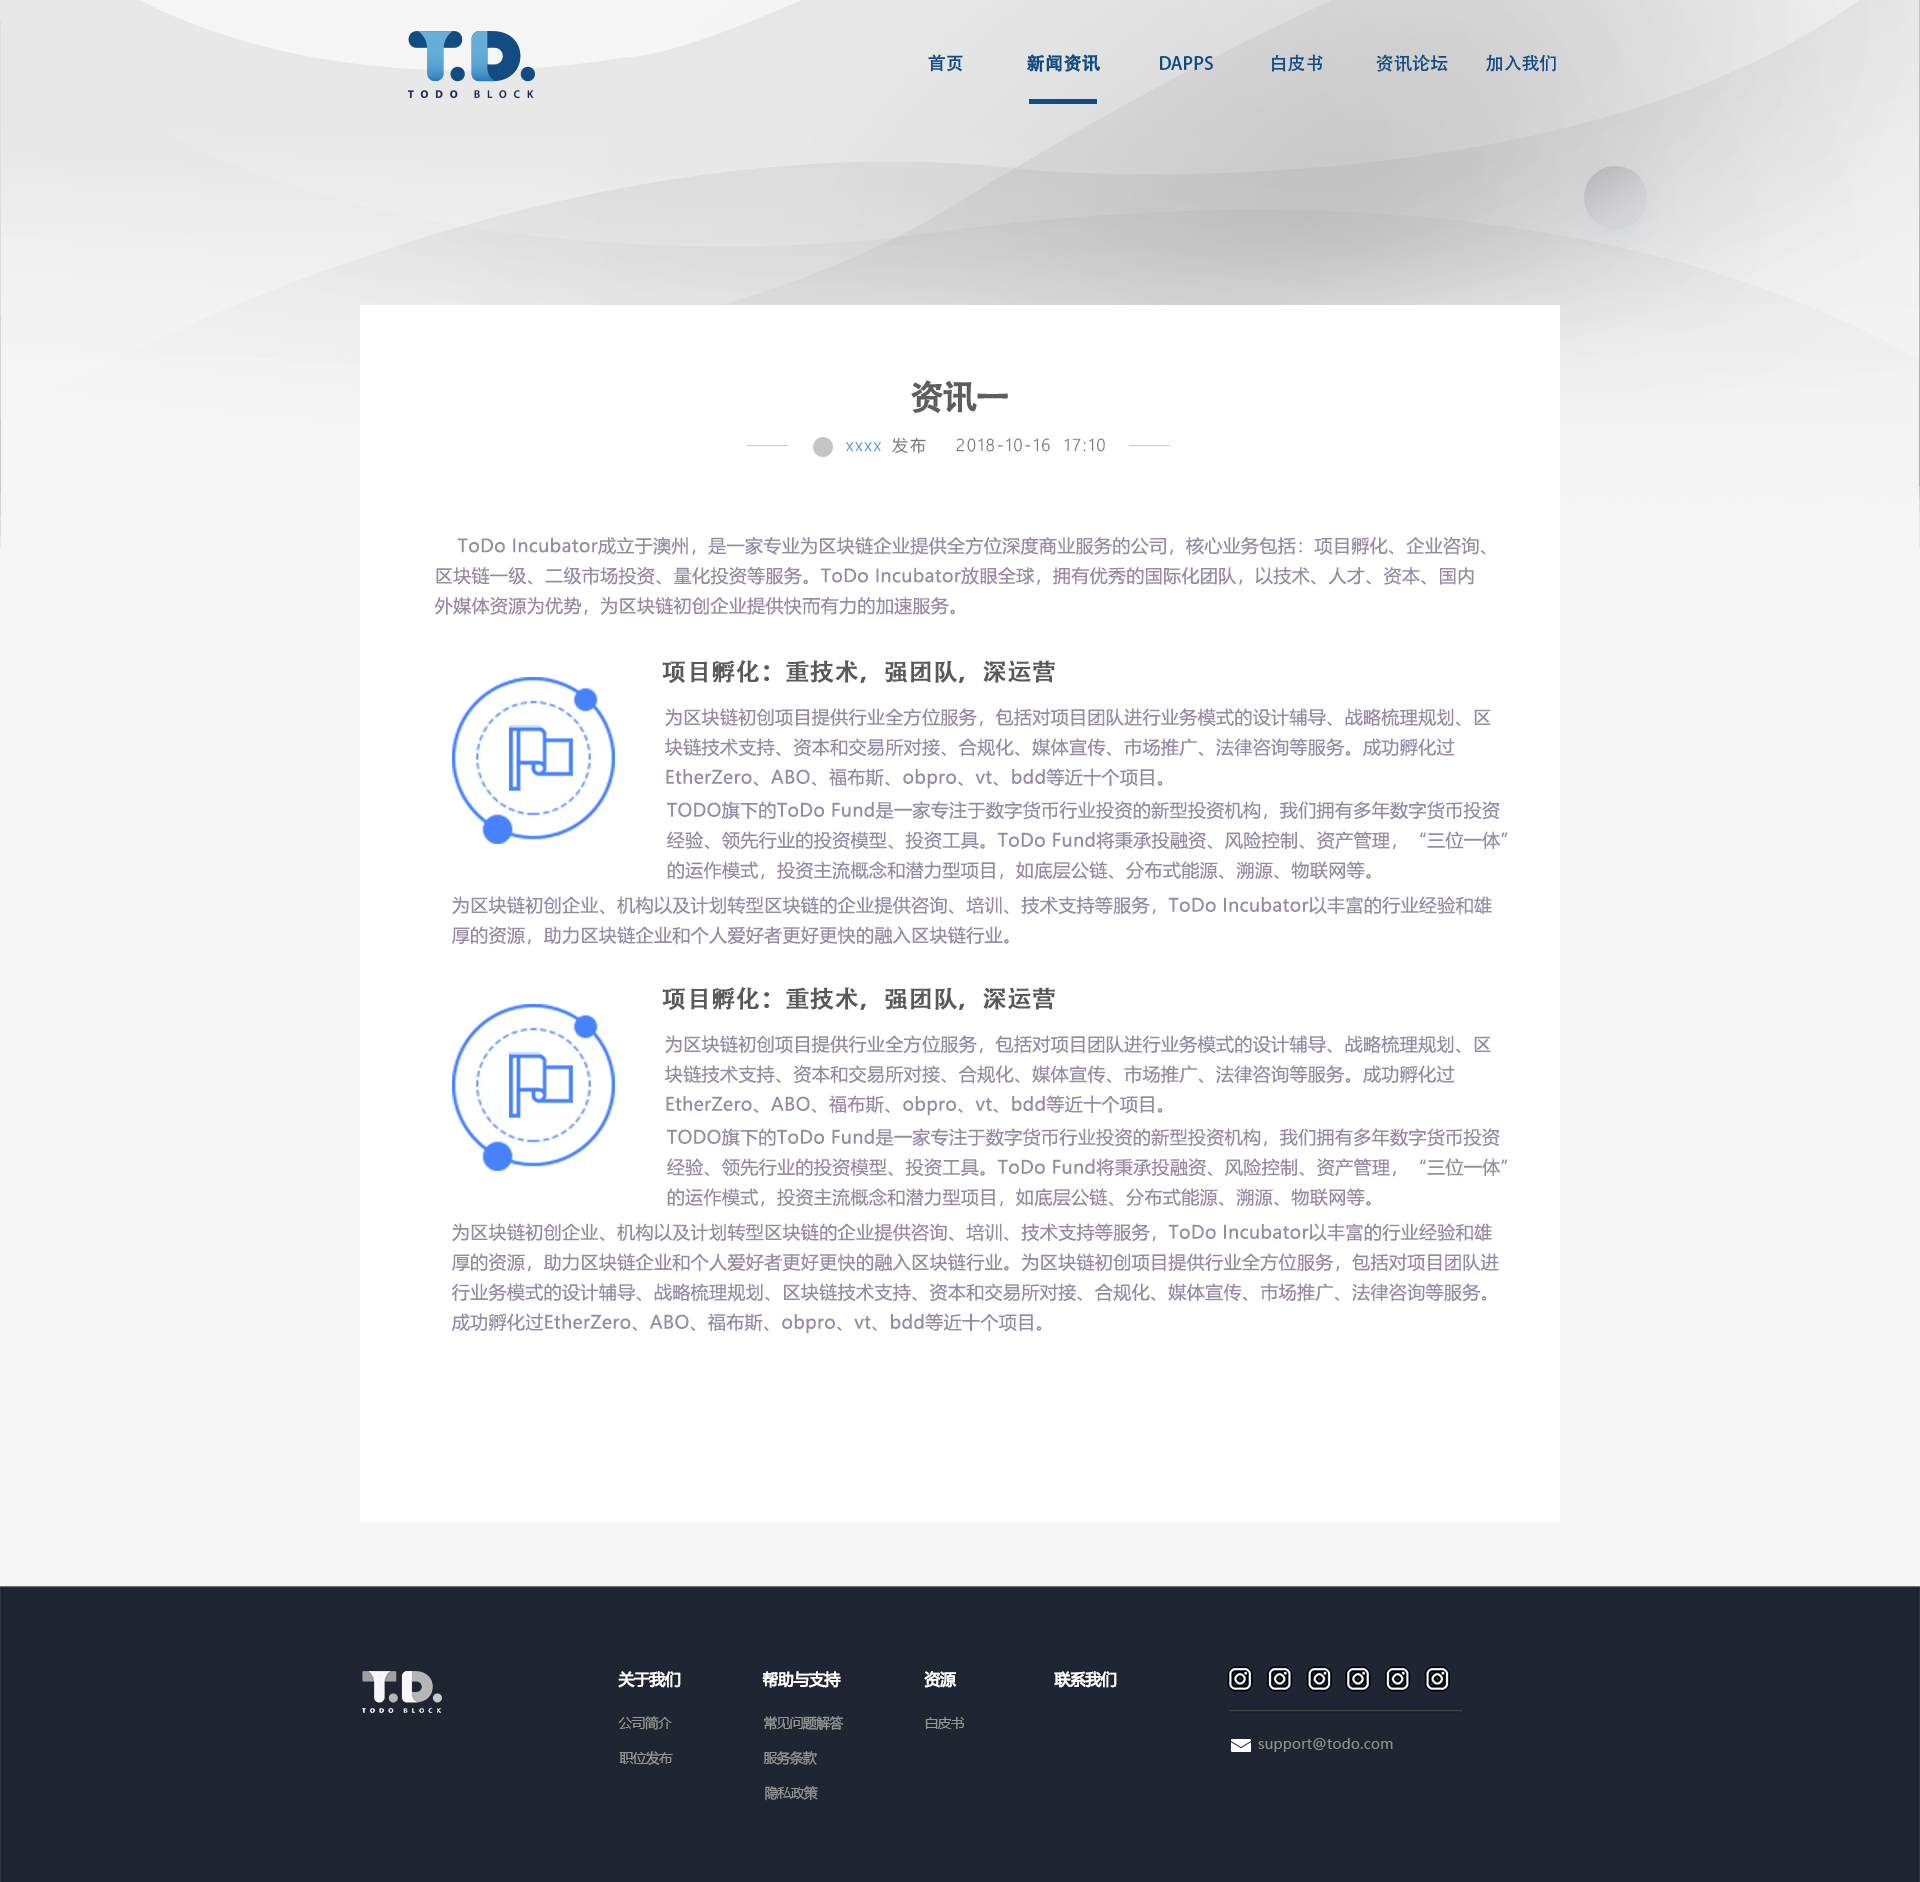 T.D.
TODO BLOCK
首页 新闻资讯 DAPPS 白皮书 资讯论坛 加入我们
资讯一
xxxx 发布 2018-10-16 17:10
ToDo Incubator成立于澳州，是一家专业为区块链企业提供全方位深度商业服务的公司，核心业务包括：项目孵化、企业咨询、
区块链一级、二级市场投资、量化投资等服务。ToDo Incubator放眼全球，拥有优秀的国际化团队，以技术、人才、资本、国内
外媒体资源为优势，为区块链初创企业提供快而有力的加速服务。
项目孵化：重技术，强团队，深运营
为区块链初创项目提供行业全方位服务，包括对项目团队进行业务模式的设计辅导、战略梳理规划、区
块链技术支持、资本和交易所对接、合规化、媒体宣传、市场推广、法律咨询等服务。成功孵化过
EtherZero、ABO、福布斯、obpro、vt、bdd等近十个项目。
TODO旗下的ToDo Fund是一家专注于数字货币行业投资的新型投资机构，我们拥有多年数字货币投资
经验、领先行业的投资模型、投资工具。ToDo Fund将秉承投融资、风险控制、资产管理，“三位一体”
的运作模式，投资主流概念和潜力型项目，如底层公链、分布式能源、溯源、物联网等。
为区块链初创企业、机构以及计划转型区块链的企业提供咨询、培训、技术支持等服务，ToDo Incubator以丰富的行业经验和雄
厚的资源，助力区块链企业和个人爱好者更好更快的融入区块链行业。
项目孵化：重技术，强团队，深运营
为区块链初创项目提供行业全方位服务，包括对项目团队进行业务模式的设计辅导、战略梳理规划、区
块链技术支持、资本和交易所对接、合规化、媒体宣传、市场推广、法律咨询等服务。成功孵化过
EtherZero、ABO、福布斯、obpro、vt、bdd等近十个项目。
TODO旗下的ToDo Fund是一家专注于数字货币行业投资的新型投资机构，我们拥有多年数字货币投资
经验、领先行业的投资模型、投资工具。ToDo Fund将秉承投融资、风险控制、资产管理，“三位一体”
的运作模式，投资主流概念和潜力型项目，如底层公链、分布式能源、溯源、物联网等。
为区块链初创企业、机构以及计划转型区块链的企业提供咨询、培训、技术支持等服务，ToDo Incubator以丰富的行业经验和雄
厚的资源，助力区块链企业和个人爱好者更好更快的融入区块链行业。为区块链初创项目提供行业全方位服务，包括对项目团队进
行业务模式的设计辅导、战略梳理规划、区块链技术支持、资本和交易所对接、合规化、媒体宣传、市场推广、法律咨询等服务。
成功孵化过EtherZero、ABO、福布斯、obpro、vt、bdd等近十个项目。
T.D.
TODO BLOCK
关于我们
公司简介
职位发布
帮助与支持
常见问题解答
服务条款
隐私政策
资源
白皮书
联系我们
support@todo.com